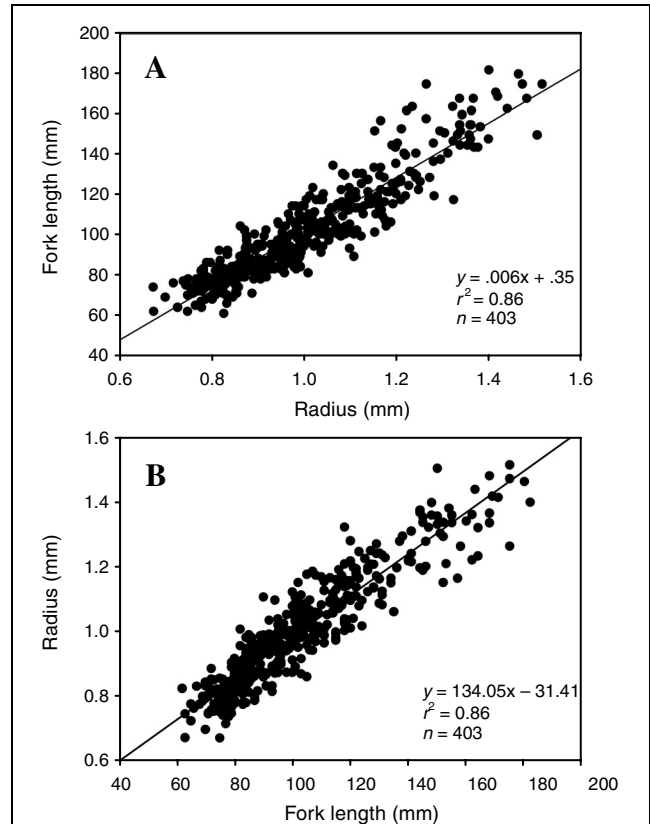 A
Fork length (mm)
200
180
160
140
120
100
80
60
40
0.6 0.8 1.0 1.2 1.4 1.6
Radius (mm)
y = .006x + .35
r² = 0.86
n = 403
B
Radius (mm)
1.6
1.4
1.2
1.0
0.8
0.6
40 60 80 100 120 140 160 180 200
Fork length (mm)
y = 134.05x – 31.41
r² = 0.86
n = 403